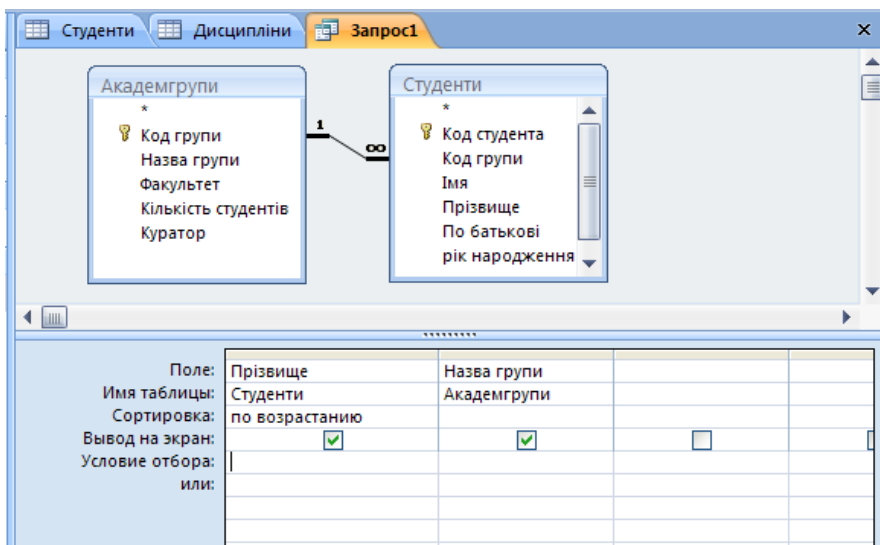 Студенти Дисципліни Запрос1
Академгрупи
*
Код групи
Назва групи
Факультет
Кількість студентів
Куратор
1
∞
Студенти
*
Код студента
Код групи
Імя
Прізвище
По батькові
рік народження
Поле: Прізвище Назва групи
Имя таблицы: Студенти Академгрупи
Сортировка: по возрастанию
Вывод на экран:
Условие отбора:
или: